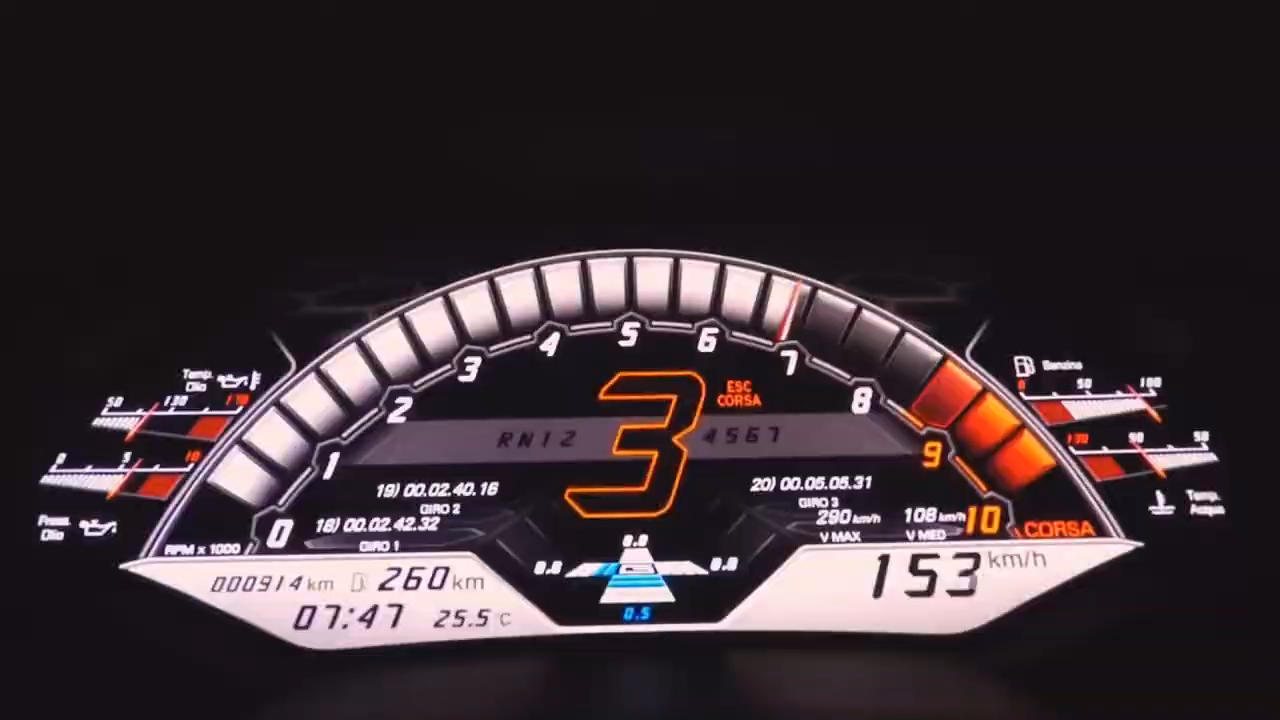 5
4
6
3
7
2
8
1
9
0
10
RPM x 1000
3
ESC
CORSA
RN12
4567
19) 00.02.40.16
GIRO 2
18) 00.02.42.32
GIRO 1
20) 00.05.05.31
GIRO 3
290 km/h
108 km/h
V MAX
V MED
CORSA
Temp.
Olio
50
130
170
0
5
10
Press.
Olio
Benzina
0
50
100
130
90
50
Temp.
Acqua
0.0
0.0
0.0
G
0.5
000914 km
260 km
07:47
25.5°C
153 km/h